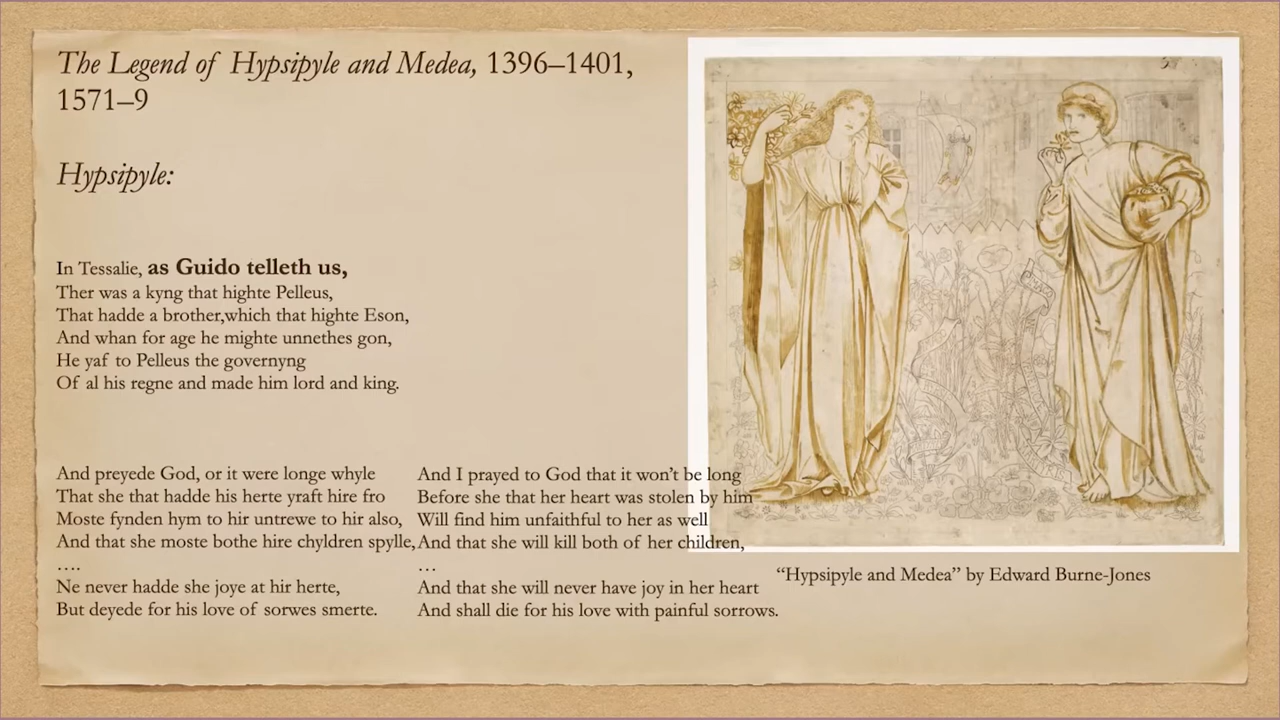 The Legend of Hypsipyle and Medea, 1396–1401,
1571–9
Hypsipyle:
In Tessalie, as Guido telleth us,
Ther was a kyng that highte Pelleus,
That hadde a brother,which that highte Eson,
And whan for age he mighte unnethes gon,
He yaf to Pelleus the governyng
Of al his regne and made him lord and king.
And preyede God, or it were longe whyle
That she that hadde his herte yraft hire fro
Moste fynden hym to hir untrewe to hir also,
And that she moste bothe hire chyldren spylle,
....
Ne never hadde she joye at hir herte,
But deyede for his love of sorwes smerte.
And I prayed to God that it won’t be long
Before she that her heart was stolen by him
Will find him unfaithful to her as well
And that she will kill both of her children,
…
And that she will never have joy in her heart
And shall die for his love with painful sorrows.
“Hypsipyle and Medea” by Edward Burne-Jones